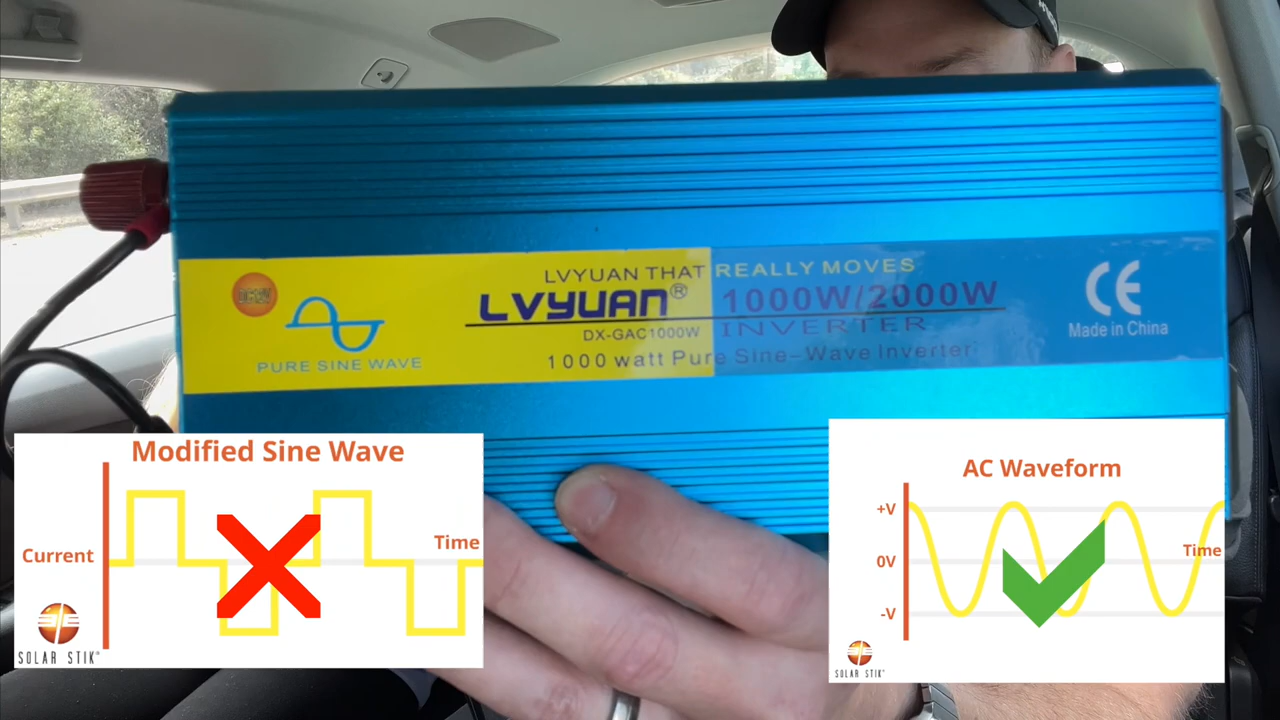 LVYUAN THAT REALLY MOVES
NEW
LVYUAN® 1000W/2000W
DX-GAC1000W INVERTER
PURE SINE WAVE
1000 watt Pure Sine-Wave Inverter
CE
Made in China
Modified Sine Wave
Current
Time
SOLAR STIK®
AC Waveform
+V
0V
-V
Time
SOLAR STIK®